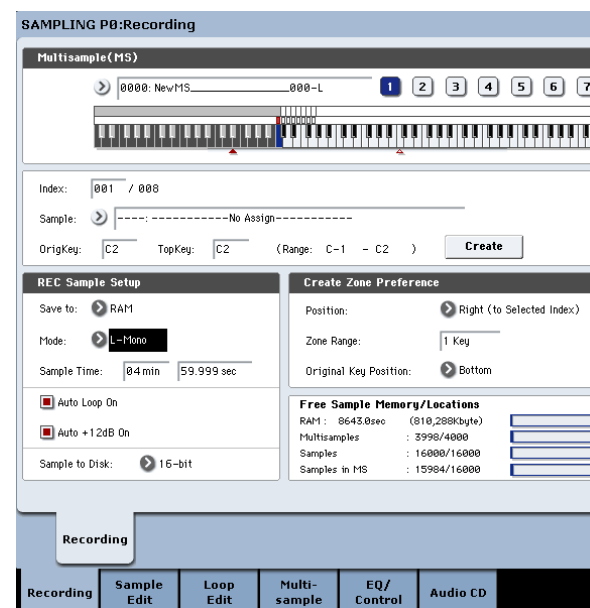 SAMPLING P0:Recording
Multisample(MS)
0000: NewMS_____________000-L 1 2 3 4 5 6 7
Index: 001 / 008
Sample: ----: -----------No Assign-----------
OrigKey: C2 TopKey: C2 (Range: C-1 - C2 ) Create
REC Sample Setup
Save to: RAM
Mode: L-Mono
Sample Time: 04 min 59.999 sec
Auto Loop On
Auto +12dB On
Sample to Disk: 16-bit
Create Zone Preference
Position: Right (to Selected Index)
Zone Range: 1 Key
Original Key Position: Bottom
Free Sample Memory/Locations
RAM : 8643.0sec (810,288Kbyte)
Multisamples : 3998/4000
Samples : 16000/16000
Samples in MS : 15984/16000
Recording
Recording Sample Edit Loop Edit Multi-sample EQ/Control Audio CD